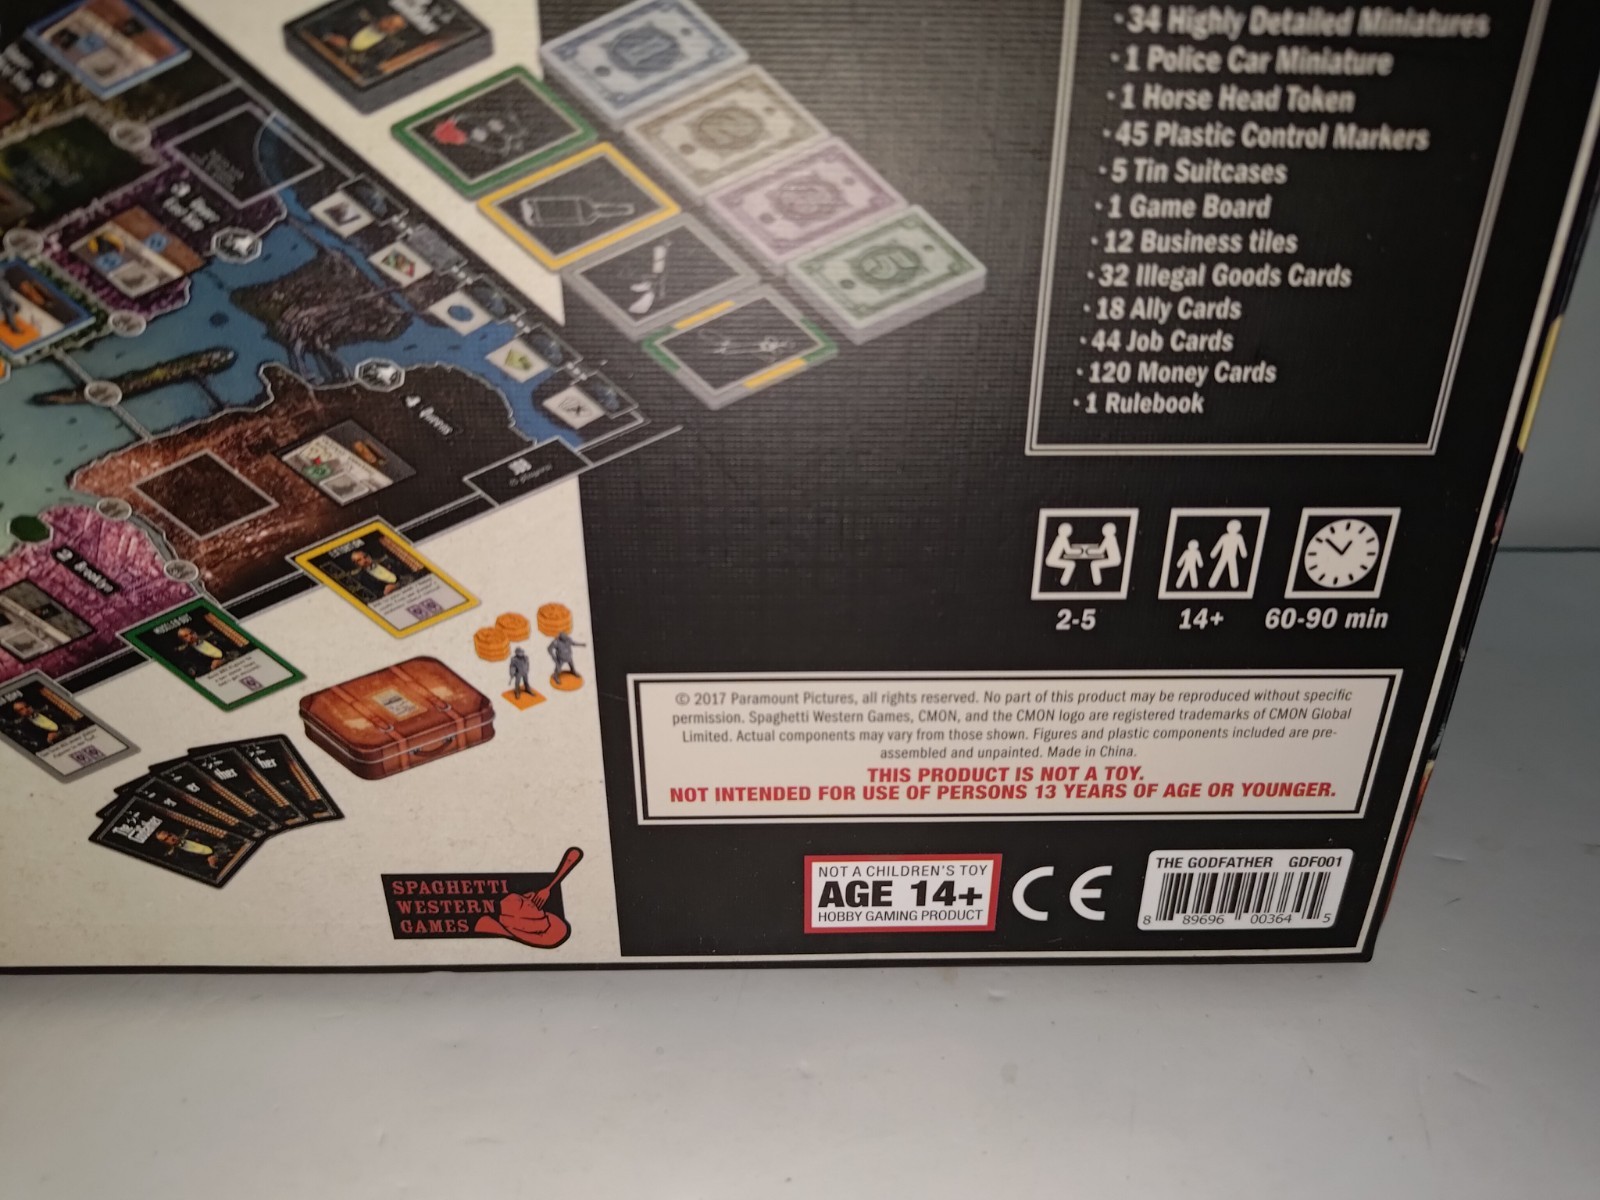 • 34 Highly Detailed Miniatures
• 1 Police Car Miniature
• 1 Horse Head Token
• 45 Plastic Control Markers
• 5 Tin Suitcases
• 1 Game Board
• 12 Business tiles
• 32 Illegal Goods Cards
• 18 Ally Cards
• 44 Job Cards
• 120 Money Cards
• 1 Rulebook
2-5
14+
60-90 min
© 2017 Paramount Pictures, all rights reserved. No part of this product may be reproduced without specific
permission. Spaghetti Western Games, CMON, and the CMON logo are registered trademarks of CMON Global
Limited. Actual components may vary from those shown. Figures and plastic components included are pre-
assembled and unpainted. Made in China.
THIS PRODUCT IS NOT A TOY.
NOT INTENDED FOR USE OF PERSONS 13 YEARS OF AGE OR YOUNGER.
4 Queens
Brooklyn
EXTORTION
SPAGHETTI
WESTERN
GAMES
NOT A CHILDREN'S TOY
AGE 14+
HOBBY GAMING PRODUCT
CE
THE GODFATHER GDF001
8 89696 00364 5